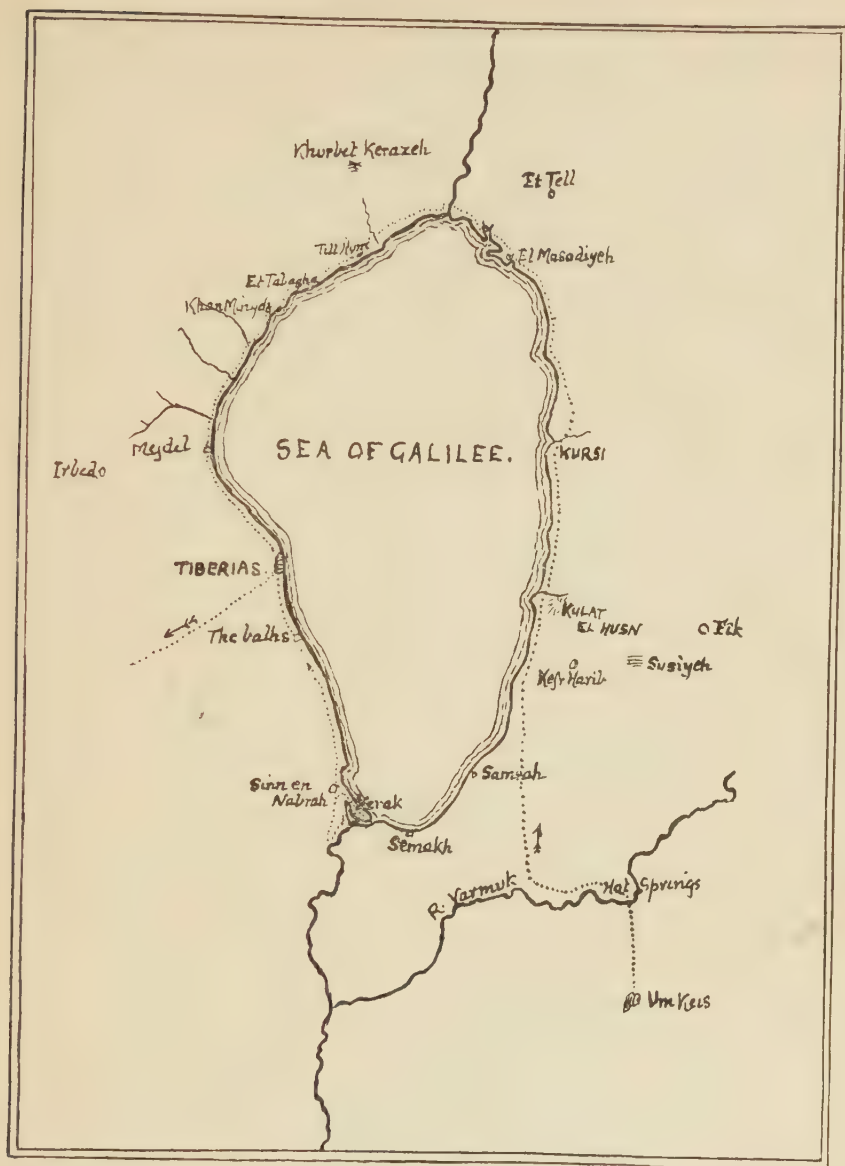 Khurbet Kerazeh
Et Tell
Tell Hum
El Masadiyeh
Et Tabagha
Khan Minyeh
Mejdel
SEA OF GALILEE.
KURSI
Irbed
TIBERIAS
KULAT
EL HUSN
Fik
The baths
Kefr Harib
Susiyeh
Sinn en
Nabrah
Kerak
Samrah
Semakh
R. Yarmuk
Hot Springs
Um Keis